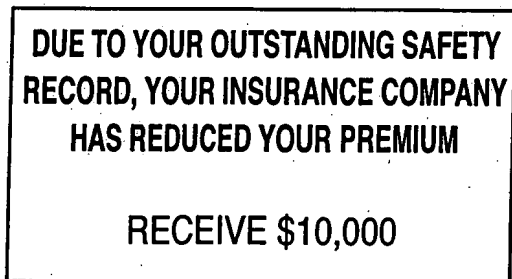 DUE TO YOUR OUTSTANDING SAFETY
RECORD, YOUR INSURANCE COMPANY
HAS REDUCED YOUR PREMIUM
RECEIVE $10,000